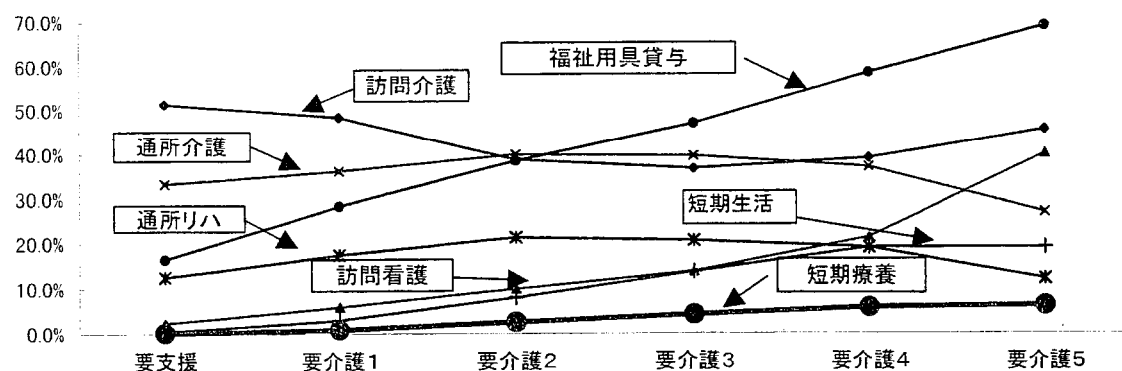 70.0%
60.0%
50.0%
40.0%
30.0%
20.0%
10.0%
0.0%
福祉用具貸与
訪問介護
通所介護
通所リハ
短期生活
訪問看護
短期療養
要支援 要介護1 要介護2 要介護3 要介護4 要介護5